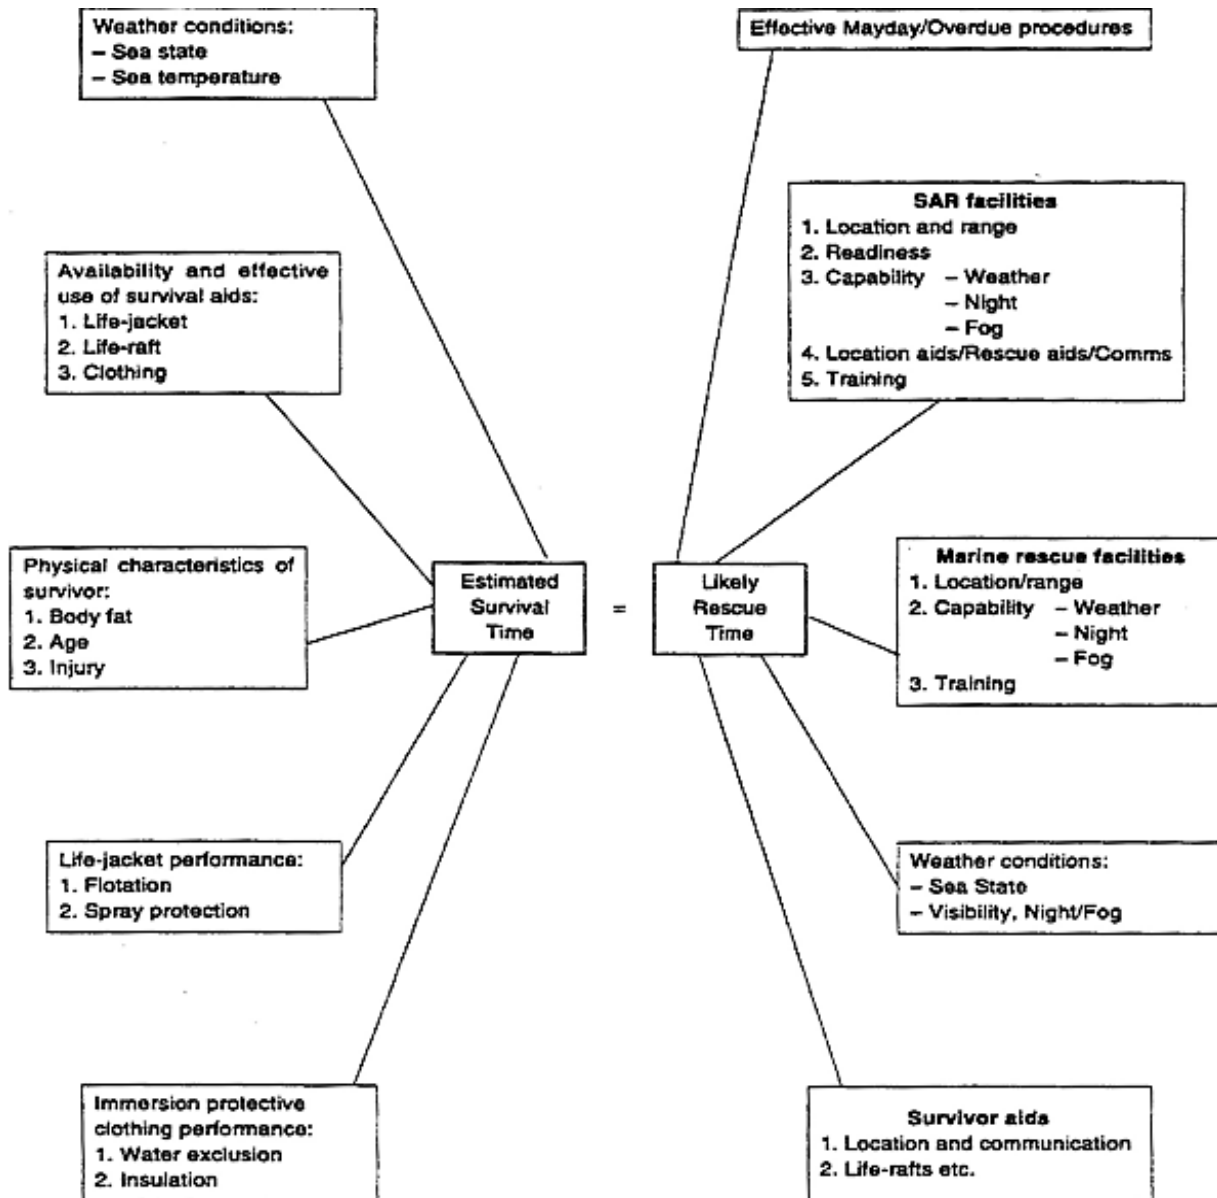 Weather conditions:
– Sea state
– Sea temperature
Effective Mayday/Overdue procedures
SAR facilities
1. Location and range
2. Readiness
3. Capability – Weather
– Night
– Fog
4. Location aids/Rescue aids/Comms
5. Training
Availability and effective
use of survival aids:
1. Life-jacket
2. Life-raft
3. Clothing
Physical characteristics of
survivor:
1. Body fat
2. Age
3. Injury
Estimated
Survival
Time
=
Likely
Rescue
Time
Marine rescue facilities
1. Location/range
2. Capability – Weather
– Night
– Fog
3. Training
Life-jacket performance:
1. Flotation
2. Spray protection
Weather conditions:
– Sea State
– Visibility, Night/Fog
Immersion protective
clothing performance:
1. Water exclusion
2. Insulation
Survivor aids
1. Location and communication
2. Life-rafts etc.